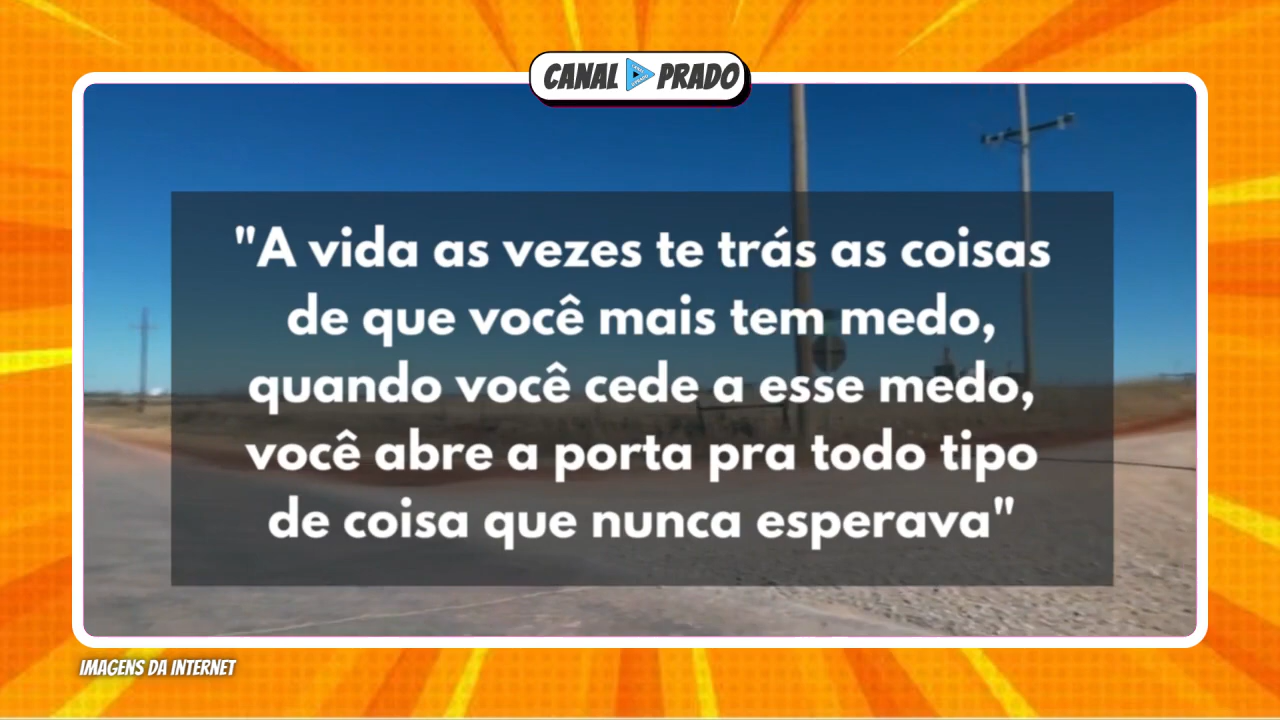 CANAL PRADO
"A vida as vezes te trás as coisas
de que você mais tem medo,
quando você cede a esse medo,
você abre a porta pra todo tipo
de coisa que nunca esperava"
IMAGENS DA INTERNET